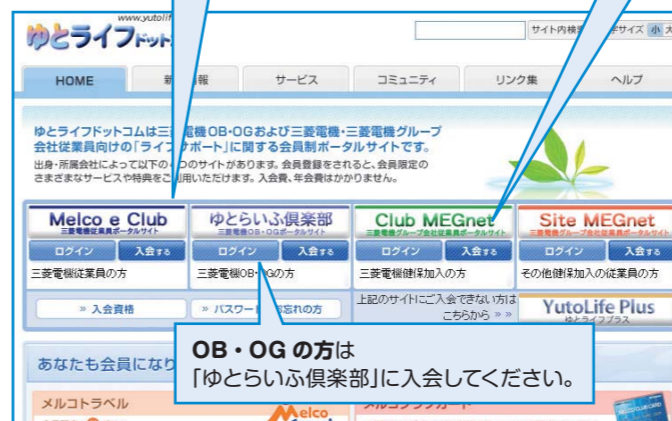 www.yutolif
ゆとライフドット
サイト内検
字サイズ 小 大
HOME
新 報
サービス
コミュニティ
リンク集
ヘルプ
ゆとライフドットコムは三菱電機OB・OGおよび三菱電機・三菱電機グループ
会社従業員向けの「ライフサポート」に関する会員制ポータルサイトです。
出身・所属会社によって以下の4つのサイトがあります。会員登録をされると、会員限定の
さまざまなサービスや特典をご利用いただけます。入会費、年会費はかかりません。
Melco e Club
三菱電機従業員ポータルサイト
ログイン 入会する
三菱電機従業員の方
ゆとらいふ倶楽部
三菱電機OB・OGポータルサイト
ログイン 入会する
三菱電機OB・OGの方
Club MEGnet
三菱電機グループ会社従業員ポータルサイト
ログイン 入会する
三菱電機健保加入の方
Site MEGnet
三菱電機グループ会社従業員ポータルサイト
ログイン 入会する
その他健保加入の従業員の方
» 入会資格
» パスワード お忘れの方
上記のサイトにご入会できない方は
こちらから » »
YutoLife Plus
ゆとライフプラス
OB・OG の方は
「ゆとらいふ倶楽部」に入会してください。
あなたも会員にな
メルコトラベル
Melco
メルコクラブカード